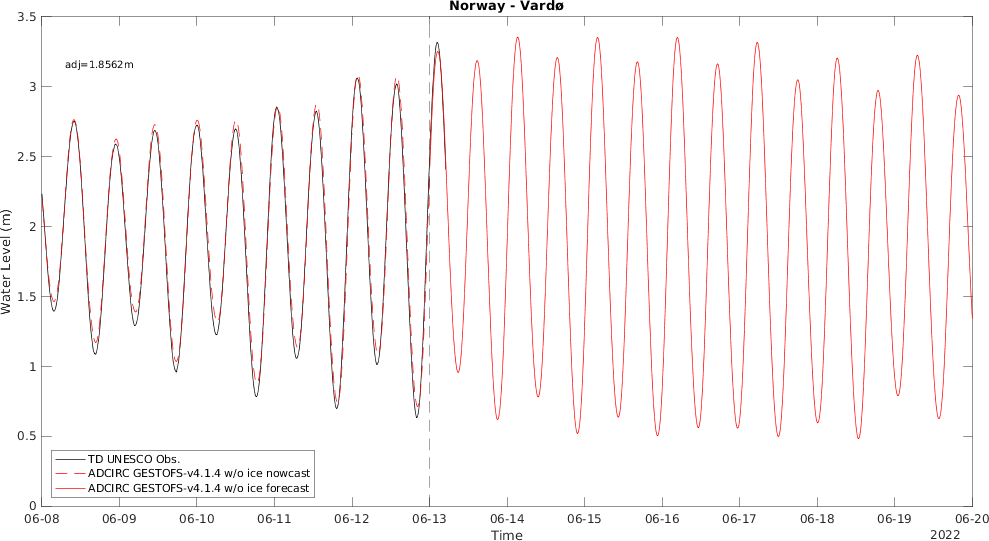 Norway - Vardø
adj=1.8562m
Water Level (m)
3.5
3
2.5
2
1.5
1
0.5
0
TD UNESCO Obs.
ADCIRC GESTOFS-v4.1.4 w/o ice nowcast
ADCIRC GESTOFS-v4.1.4 w/o ice forecast
06-08 06-09 06-10 06-11 06-12 06-13 06-14 06-15 06-16 06-17 06-18 06-19 06-20
Time
2022